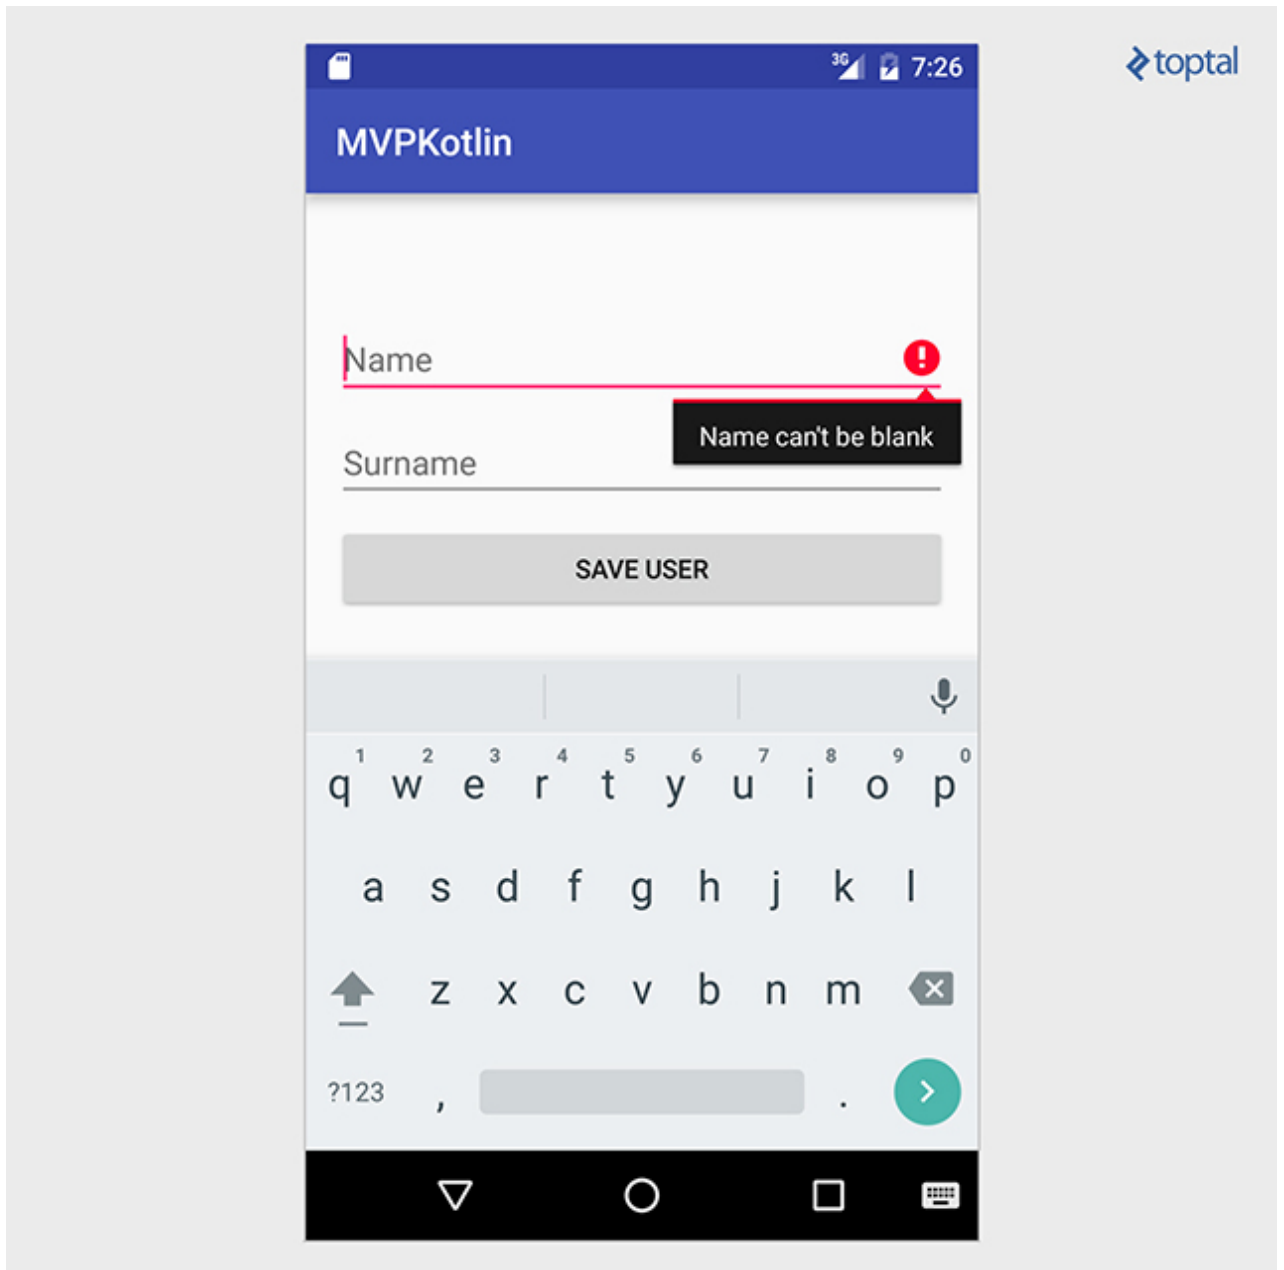 3G 7:26
toptal
MVPKotlin
Name
Name can't be blank
Surname
SAVE USER
1 2 3 4 5 6 7 8 9 0
q w e r t y u i o p
a s d f g h j k l
z x c v b n m
?123 , .